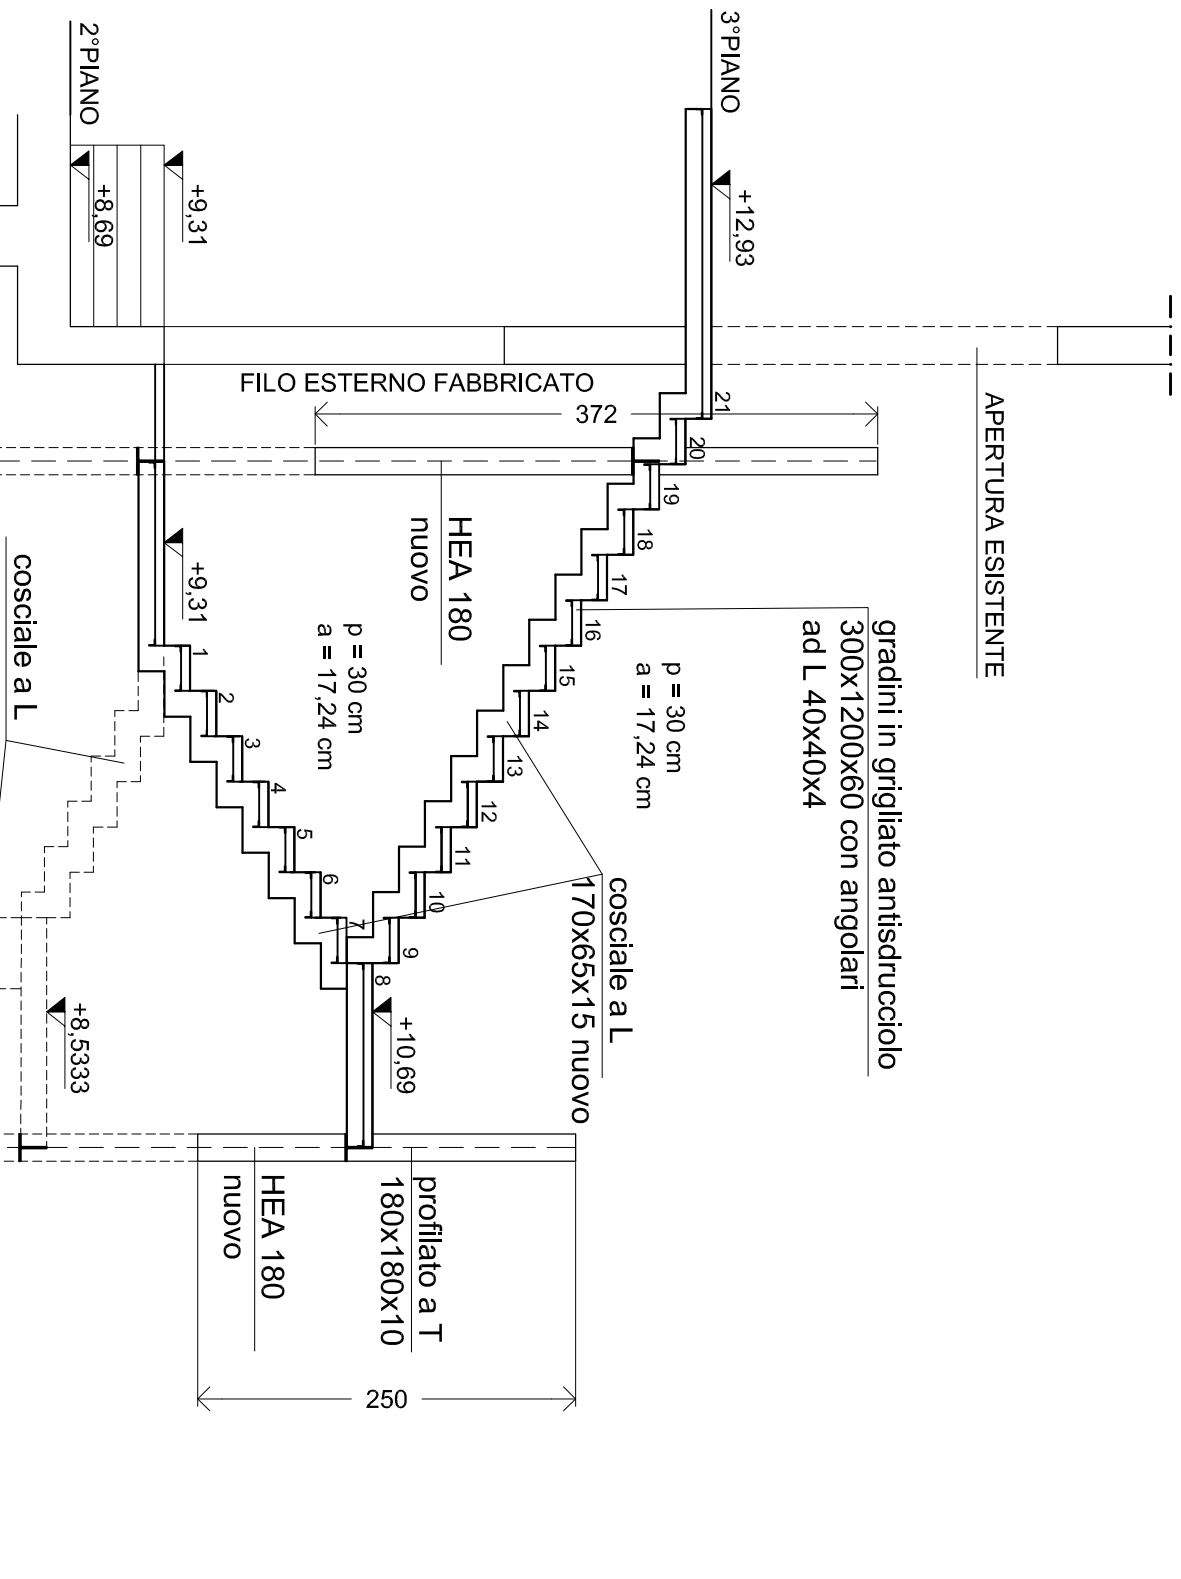 3°PIANO
+12,93
2°PIANO
+9,31
+8,69
FILO ESTERNO FABBRICATO
372
APERTURA ESISTENTE
gradini in grigliato antisdrucciolo
300x1200x60 con angolari
ad L 40x40x4
HEA 180
nuovo
p = 30 cm
a = 17,24 cm
p = 30 cm
a = 17,24 cm
+9,31
cosciale a L
cosciale a L
170x65x15 nuovo
21
20
19
18
17
16
15
14
13
12
11
10
9
8
7
6
5
4
3
2
1
+10,69
+8,5333
profilato a T
180x180x10
HEA 180
nuovo
250